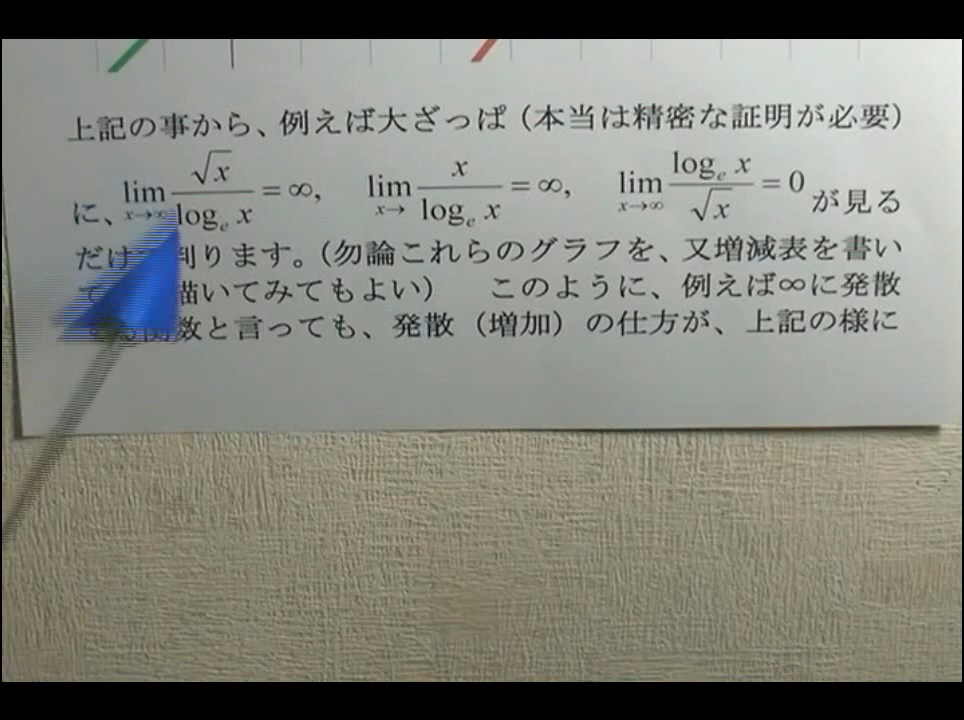 上記の事から、例えば大ざっぱ（本当は精密な証明が必要）
に、lim x→∞ √x / log_e x = ∞,  lim x→ x / log_e x = ∞,  lim x→∞ log_e x / √x = 0 が見る
だけ 判ります。（勿論これらのグラフを、又増減表を書い
て 描いてみてもよい）　このように、例えば∞に発散
関数と言っても、発散（増加）の仕方が、上記の様に